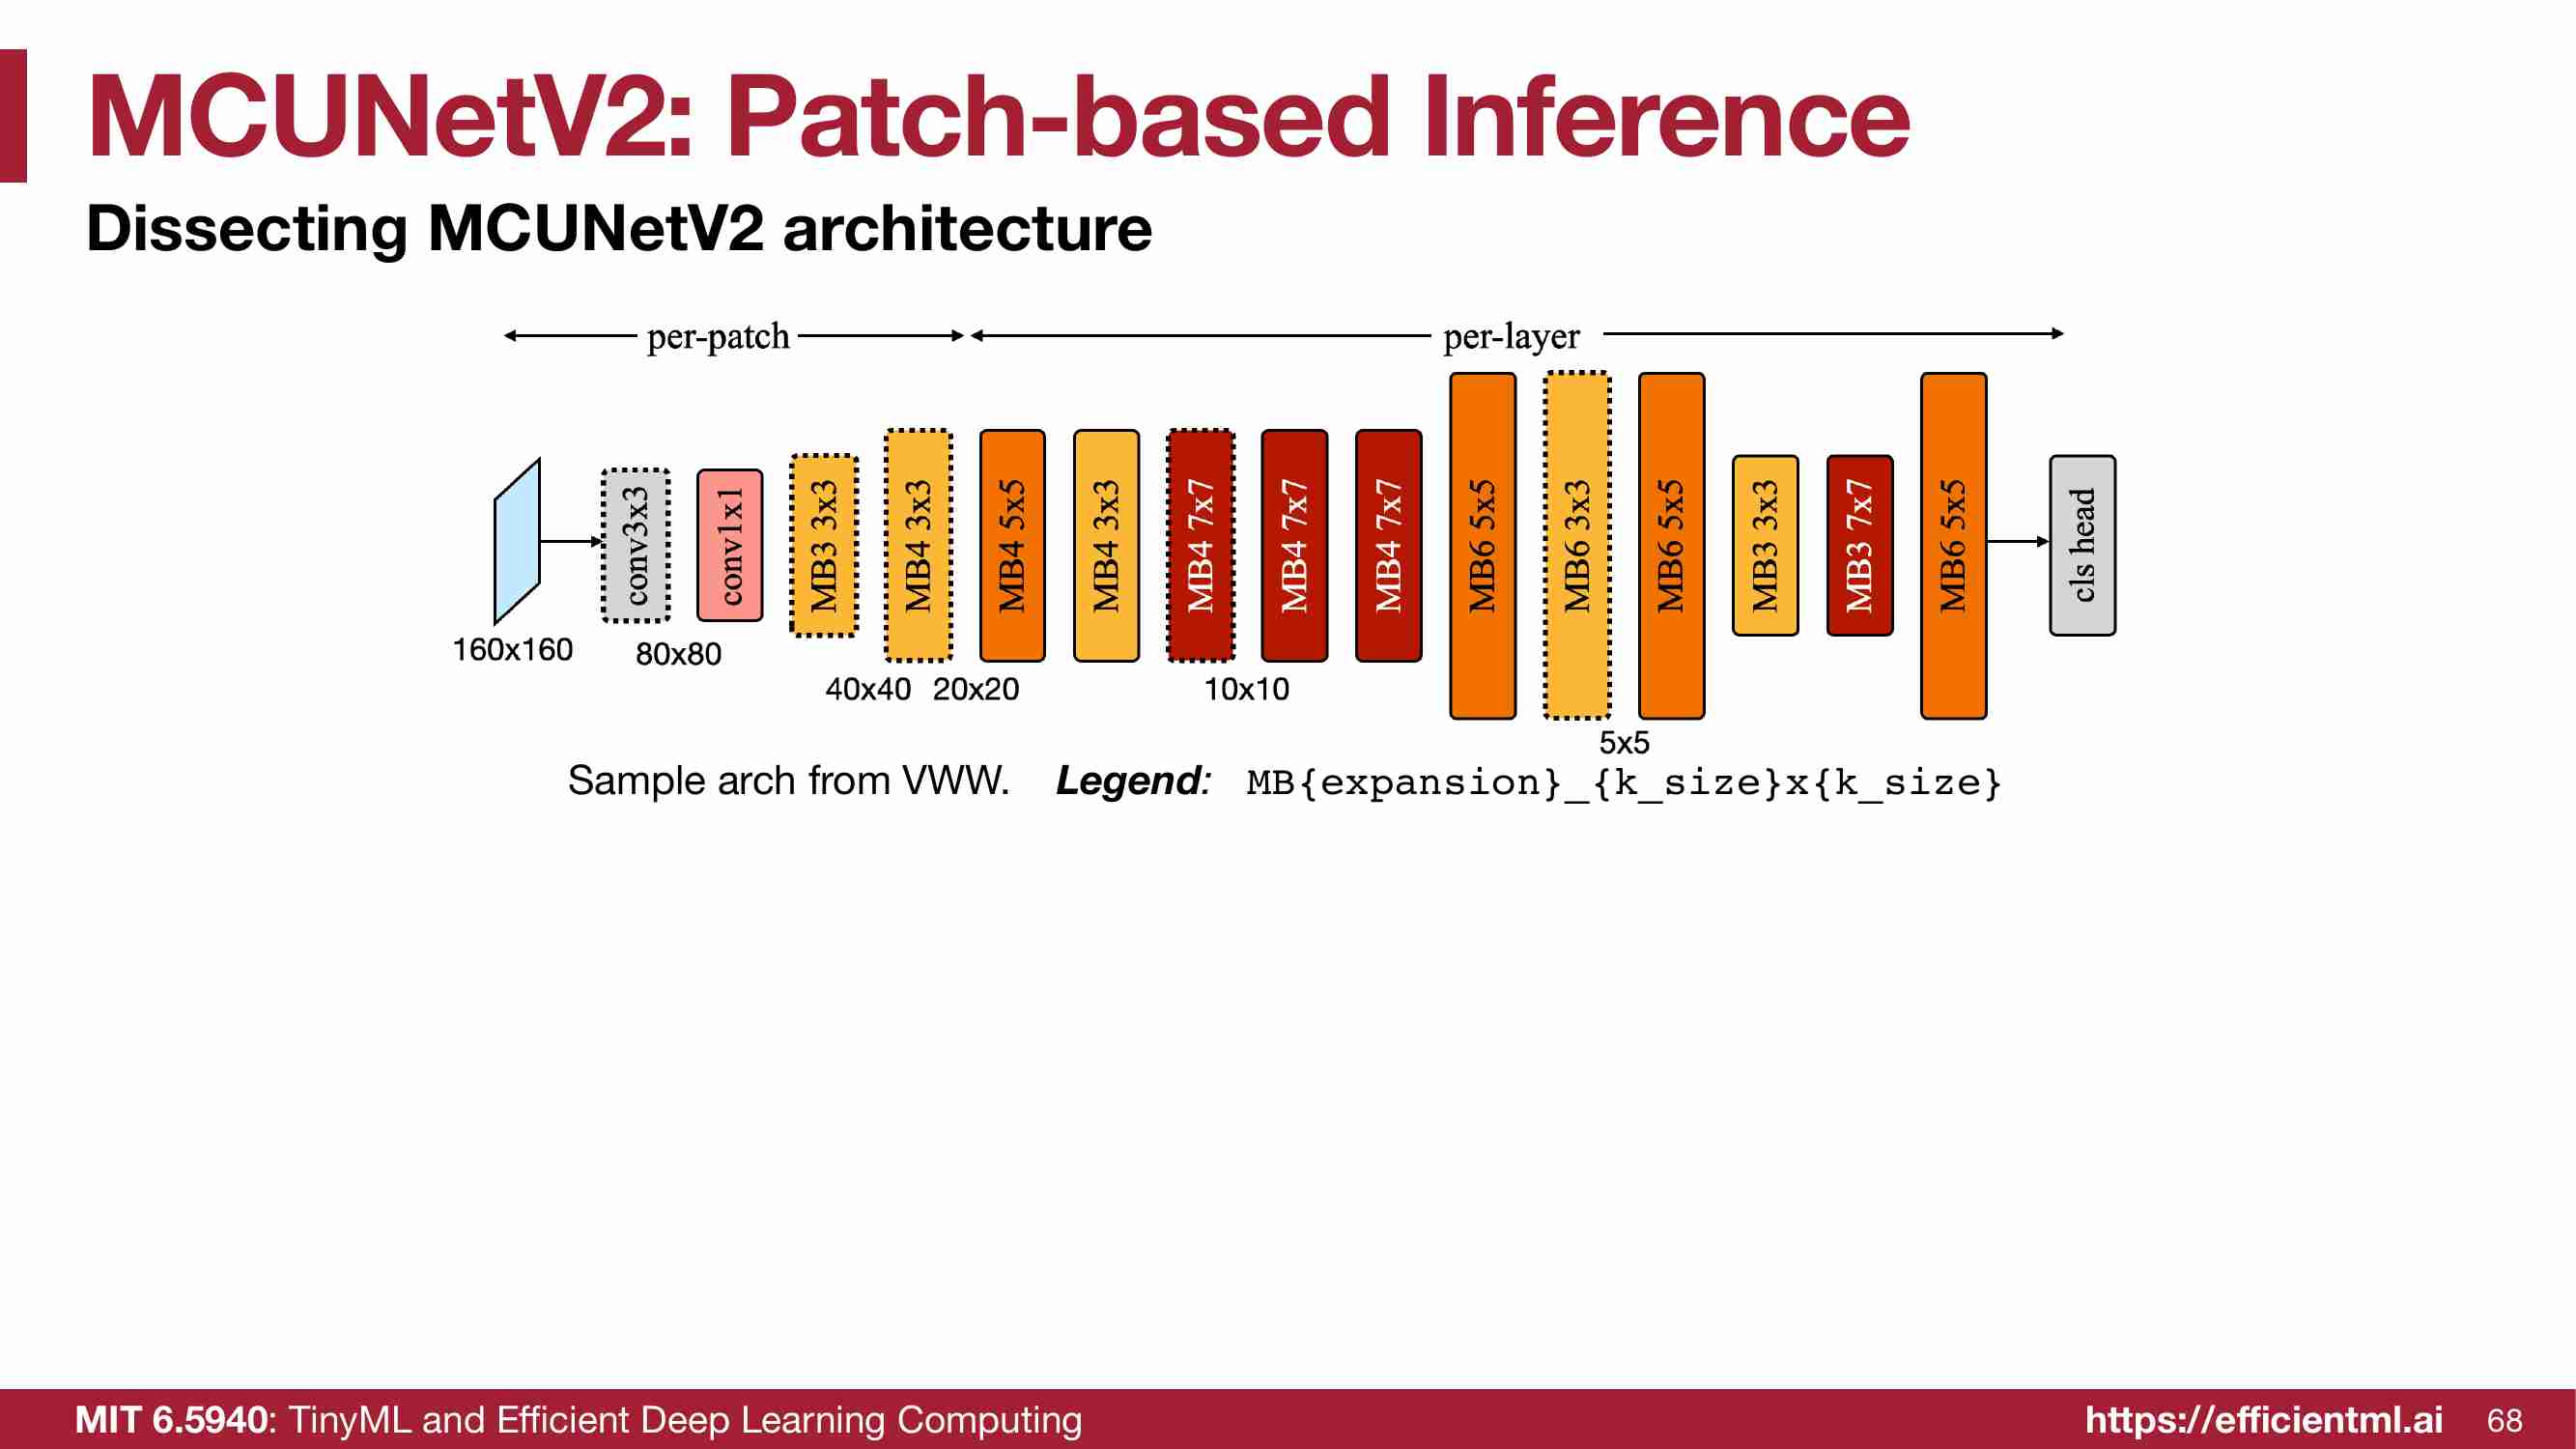 MCUNetV2: Patch-based Inference
Dissecting MCUNetV2 architecture
per-patch
per-layer
conv3x3
conv1x1
MB3 3x3
MB4 3x3
MB4 5x5
MB4 3x3
MB4 7x7
MB4 7x7
MB4 7x7
MB6 5x5
MB6 3x3
MB6 5x5
MB3 3x3
MB3 7x7
MB6 5x5
cls head
160x160
80x80
40x40
20x20
10x10
5x5
Sample arch from VWW. Legend: MB{expansion}_{k_size}x{k_size}
MIT 6.5940: TinyML and Efficient Deep Learning Computing
https://efficientml.ai
68